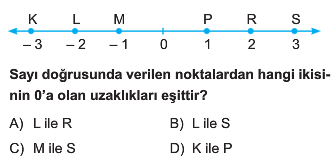 K L M P R S
– 3 – 2 – 1 0 1 2 3
Sayı doğrusunda verilen noktalardan hangi ikisi-
nin 0'a olan uzaklıkları eşittir?
A) L ile R B) L ile S
C) M ile S D) K ile P